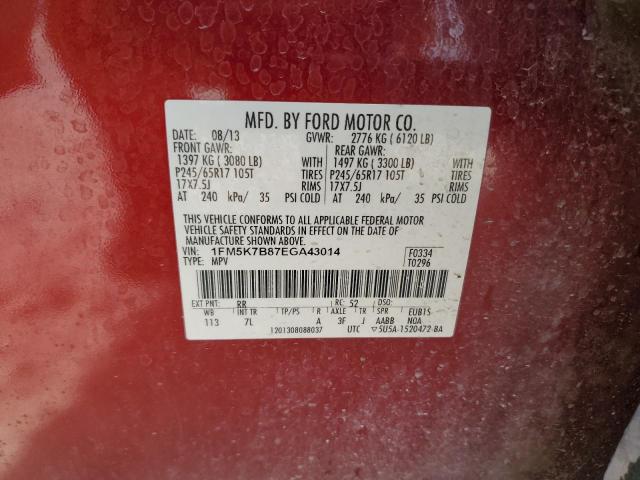 MFD. BY FORD MOTOR CO.
DATE: 08/13 GVWR: 2776 KG ( 6120 LB)
FRONT GAWR: REAR GAWR:
1397 KG ( 3080 LB) WITH 1497 KG ( 3300 LB) WITH
P245/65R17 105T TIRES P245/65R17 105T TIRES
17X7.5J RIMS 17X7.5J RIMS
AT 240 kPa/ 35 PSI COLD AT 240 kPa/ 35 PSI COLD
THIS VEHICLE CONFORMS TO ALL APPLICABLE FEDERAL MOTOR
VEHICLE SAFETY STANDARDS IN EFFECT ON THE DATE OF
MANUFACTURE SHOWN ABOVE.
VIN: 1FM5K7B87EGA43014 F0334
TYPE: MPV T0296
EXT PNT: RR RC: 52 DSO:
WB INT TR TP/PS R AXLE TR SPR EUB1S
113 7L A 3F J AABB NOA
1201308088037 UTC ▽5U5A-1520472-BA